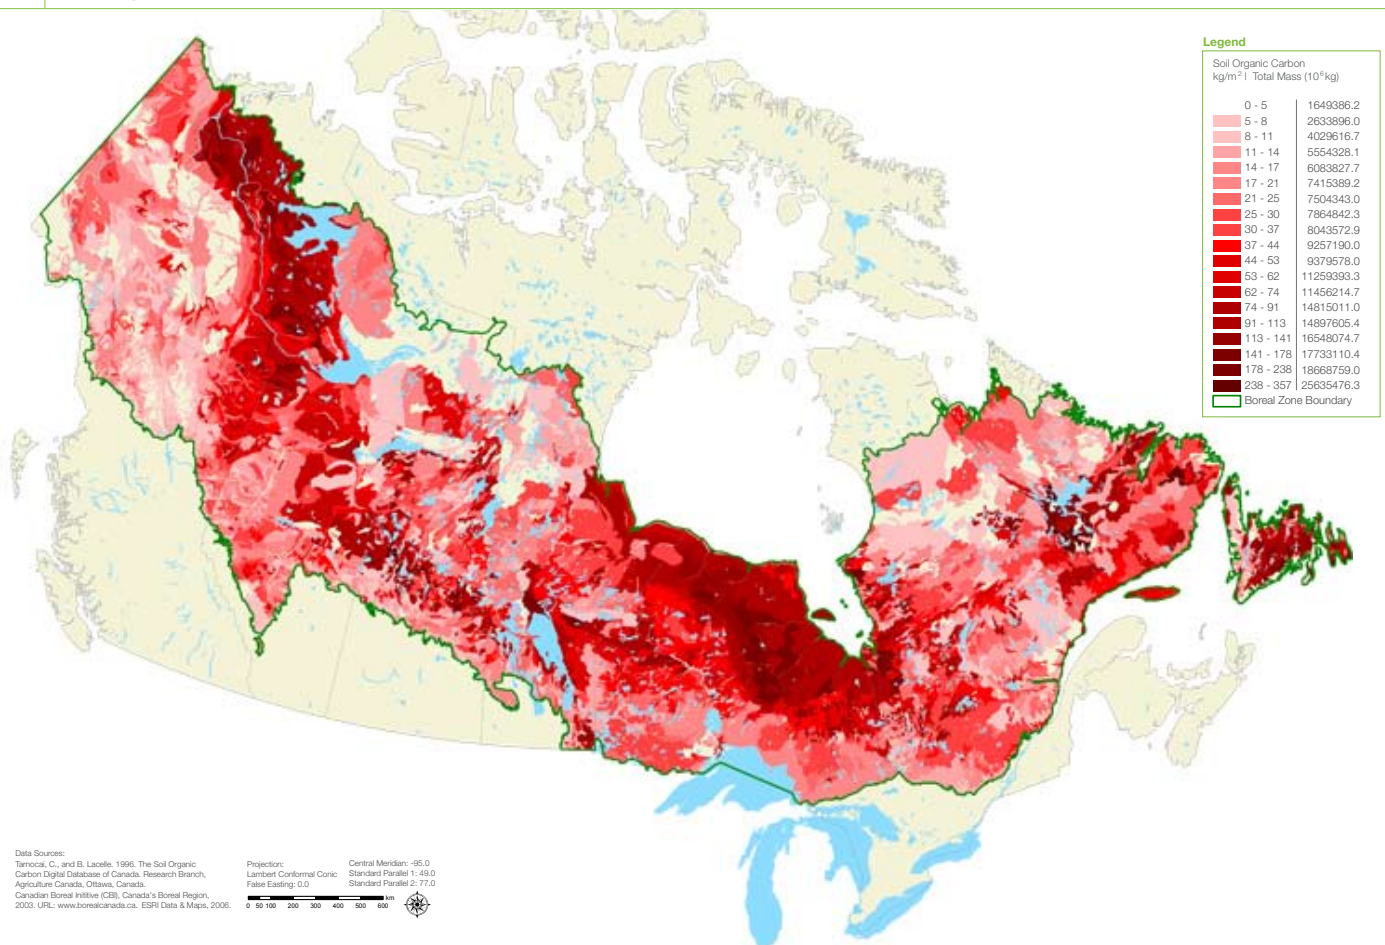 Legend
Soil Organic Carbon
kg/m² | Total Mass (10⁶kg)
0 - 5 1649386.2
5 - 8 2633896.0
8 - 11 4029616.7
11 - 14 5554328.1
14 - 17 6083827.7
17 - 21 7415389.2
21 - 25 7504343.0
25 - 30 7864842.3
30 - 37 8043572.9
37 - 44 9257190.0
44 - 53 9379578.0
53 - 62 11259393.3
62 - 74 11456214.7
74 - 91 14815011.0
91 - 113 14897605.4
113 - 141 16548074.7
141 - 178 17733110.4
178 - 238 18668759.0
238 - 357 25635476.3
Boreal Zone Boundary
Data Sources:
Tarnocai, C., and B. Lacelle. 1996. The Soil Organic
Carbon Digital Database of Canada. Research Branch,
Agriculture Canada, Ottawa, Canada.
Canadian Boreal Inititive (CBI), Canada's Boreal Region,
2003. URL: www.borealcanada.ca. ESRI Data & Maps, 2006.
Projection:
Lambert Conformal Conic
False Easting: 0.0
Central Meridian: -95.0
Standard Parallel 1: 49.0
Standard Parallel 2: 77.0
km
0 50 100 200 300 400 500 600